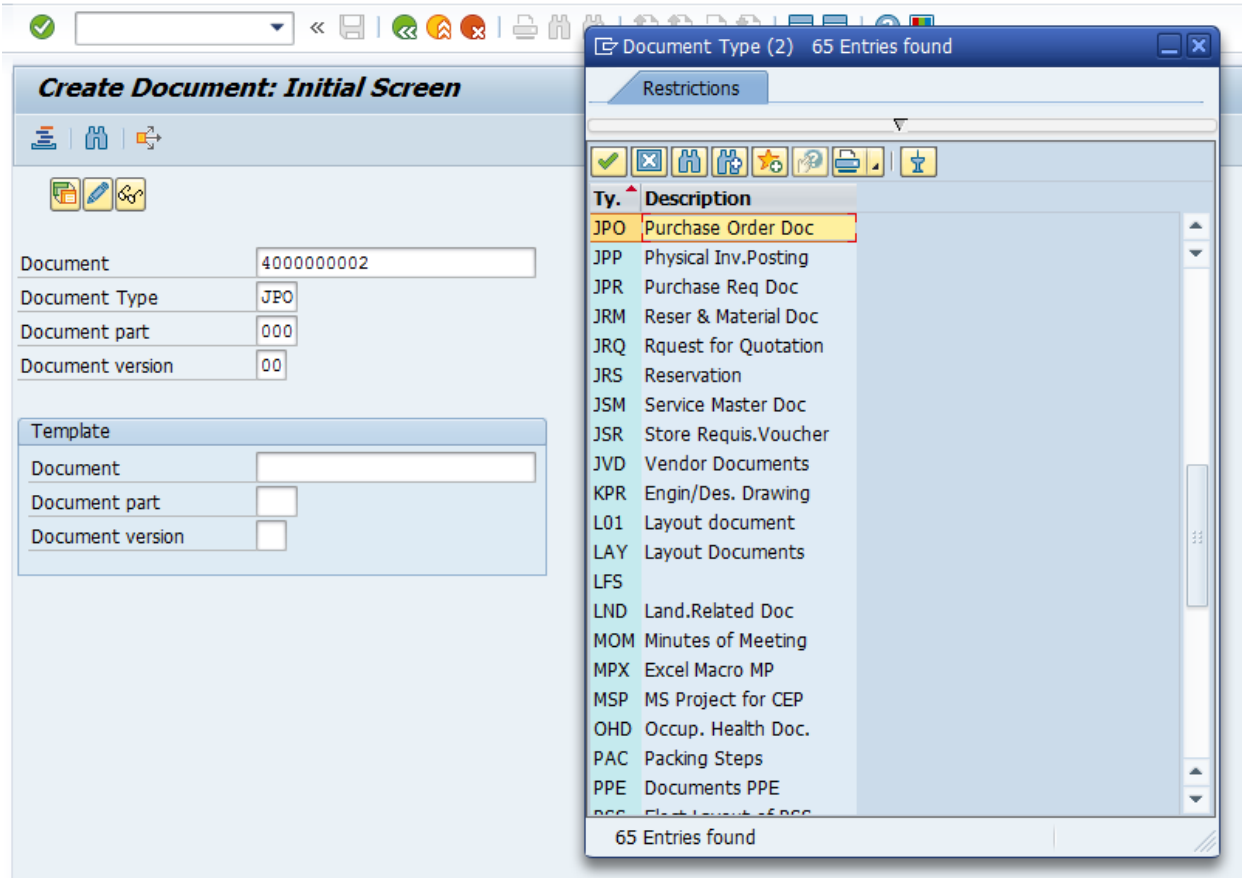 Create Document: Initial Screen
Document 4000000002
Document Type JPO
Document part 000
Document version 00
Template
Document
Document part
Document version
Document Type (2) 65 Entries found
Restrictions
Ty. Description
JPO Purchase Order Doc
JPP Physical Inv.Posting
JPR Purchase Req Doc
JRM Reser & Material Doc
JRQ Rquest for Quotation
JRS Reservation
JSM Service Master Doc
JSR Store Requis.Voucher
JVD Vendor Documents
KPR Engin/Des. Drawing
L01 Layout document
LAY Layout Documents
LFS
LND Land.Related Doc
MOM Minutes of Meeting
MPX Excel Macro MP
MSP MS Project for CEP
OHD Occup. Health Doc.
PAC Packing Steps
PPE Documents PPE
65 Entries found